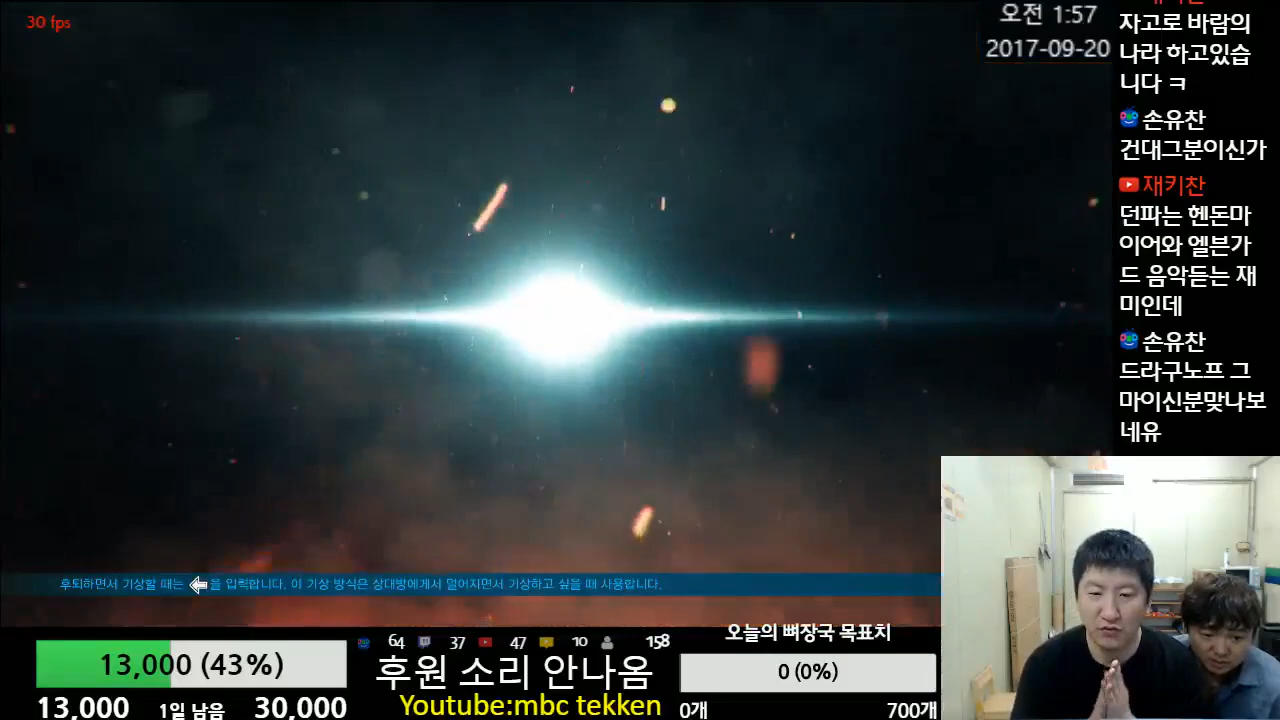 30 fps
오전 1:57
2017-09-20
자고로 바람의
나라 하고있습
니다 ㅋ
손유찬
건대그분이신가
재키찬
던파는 헨돈마
이어와 엘븐가
드 음악듣는 재
미인데
손유찬
드라구노프 그
마이신분맞나보
네유
후퇴하면서 기상할 때는 을 입력합니다. 이 기상 방식은 상대방에게서 멀어지면서 기상하고 싶을 때 사용합니다.
64 37 47 10 158
오늘의 뼈장국 목표치
13,000 (43%)
후원 소리 안나옴
0 (0%)
13,000 1일 남음 30,000
Youtube:mbc tekken
0개 700개